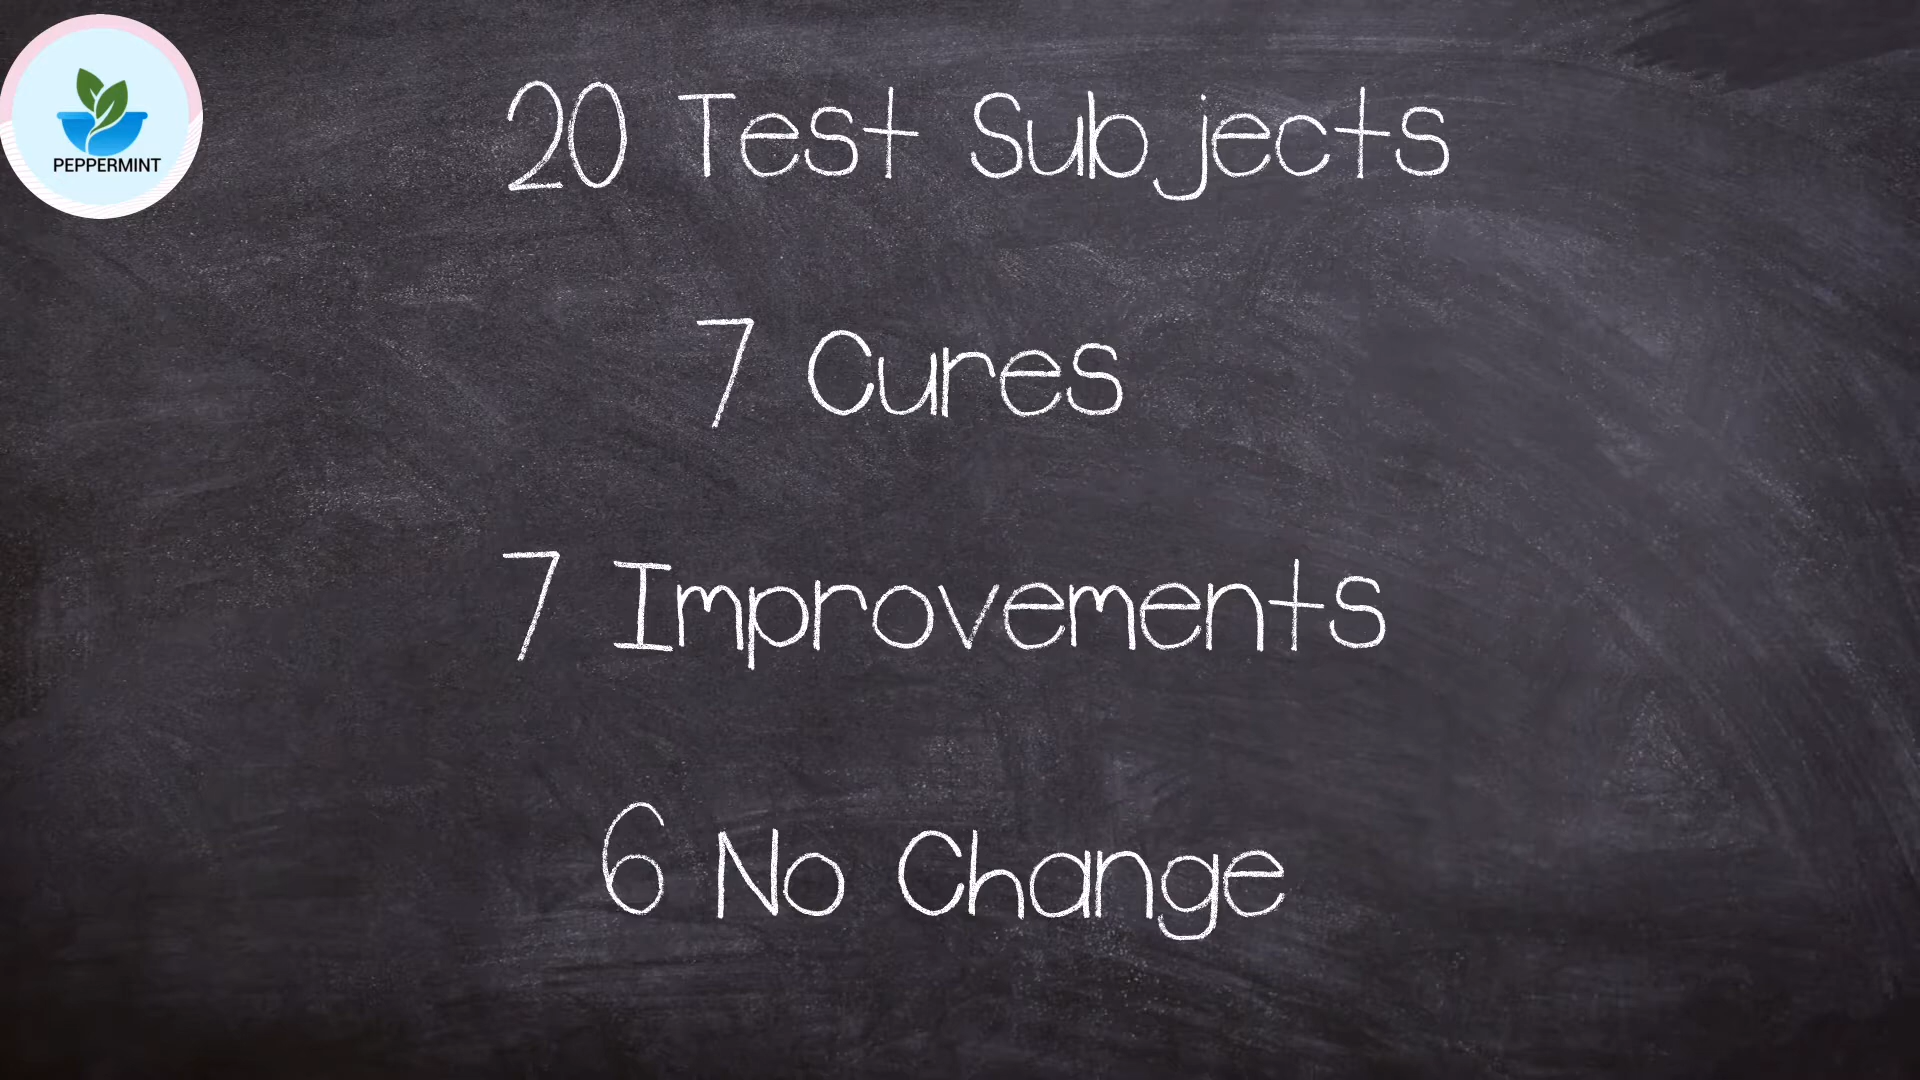 PEPPERMINT
20 Test Subjects
7 Cures
7 Improvements
6 No Change